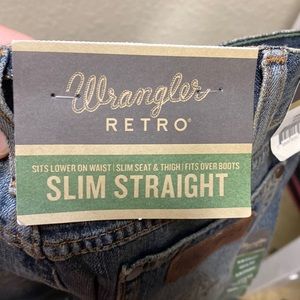 Wrangler
RETRO®
SITS LOWER ON WAIST | SLIM SEAT & THIGH | FITS OVER BOOTS
SLIM STRAIGHT